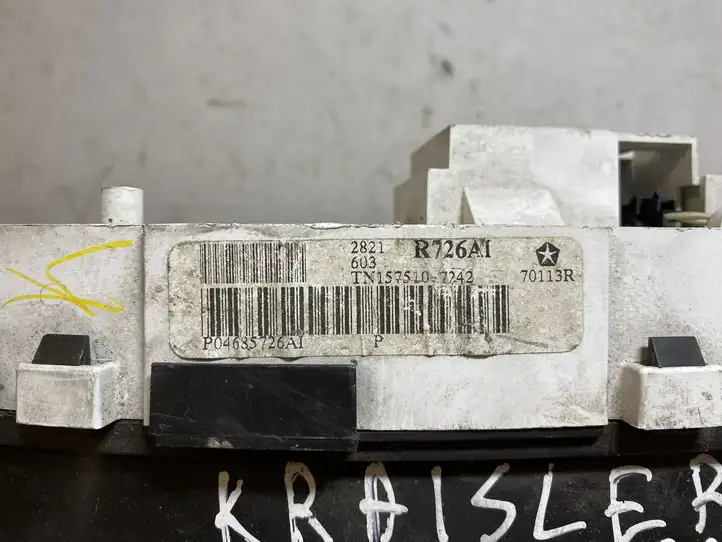 2821 R726AI
603
TN157510-7242 70113R
P04685726AI P
KRAISLER